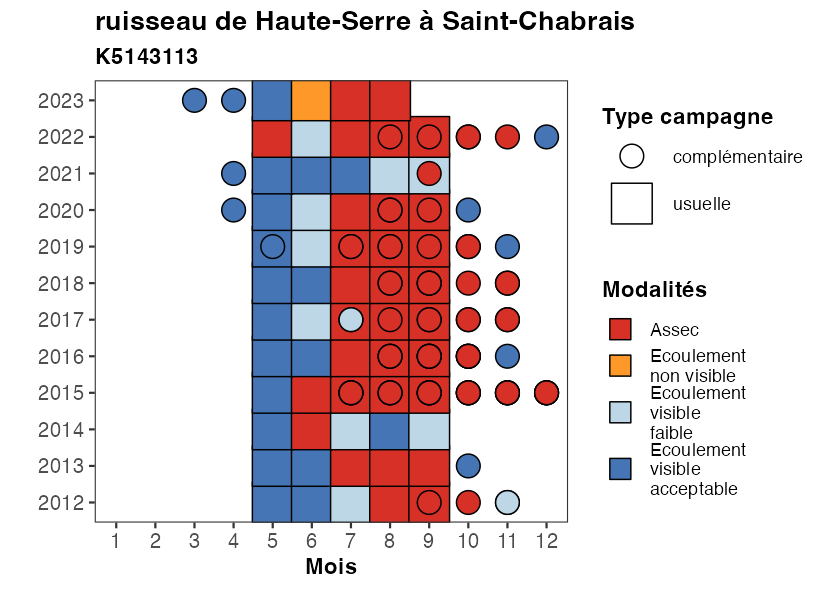 ruisseau de Haute-Serre à Saint-Chabrais
K5143113
2023
2022
2021
2020
2019
2018
2017
2016
2015
2014
2013
2012
1 2 3 4 5 6 7 8 9 10 11 12
Mois
Type campagne
complémentaire
usuelle
Modalités
Assec
Ecoulement
non visible
Ecoulement
visible
faible
Ecoulement
visible
acceptable